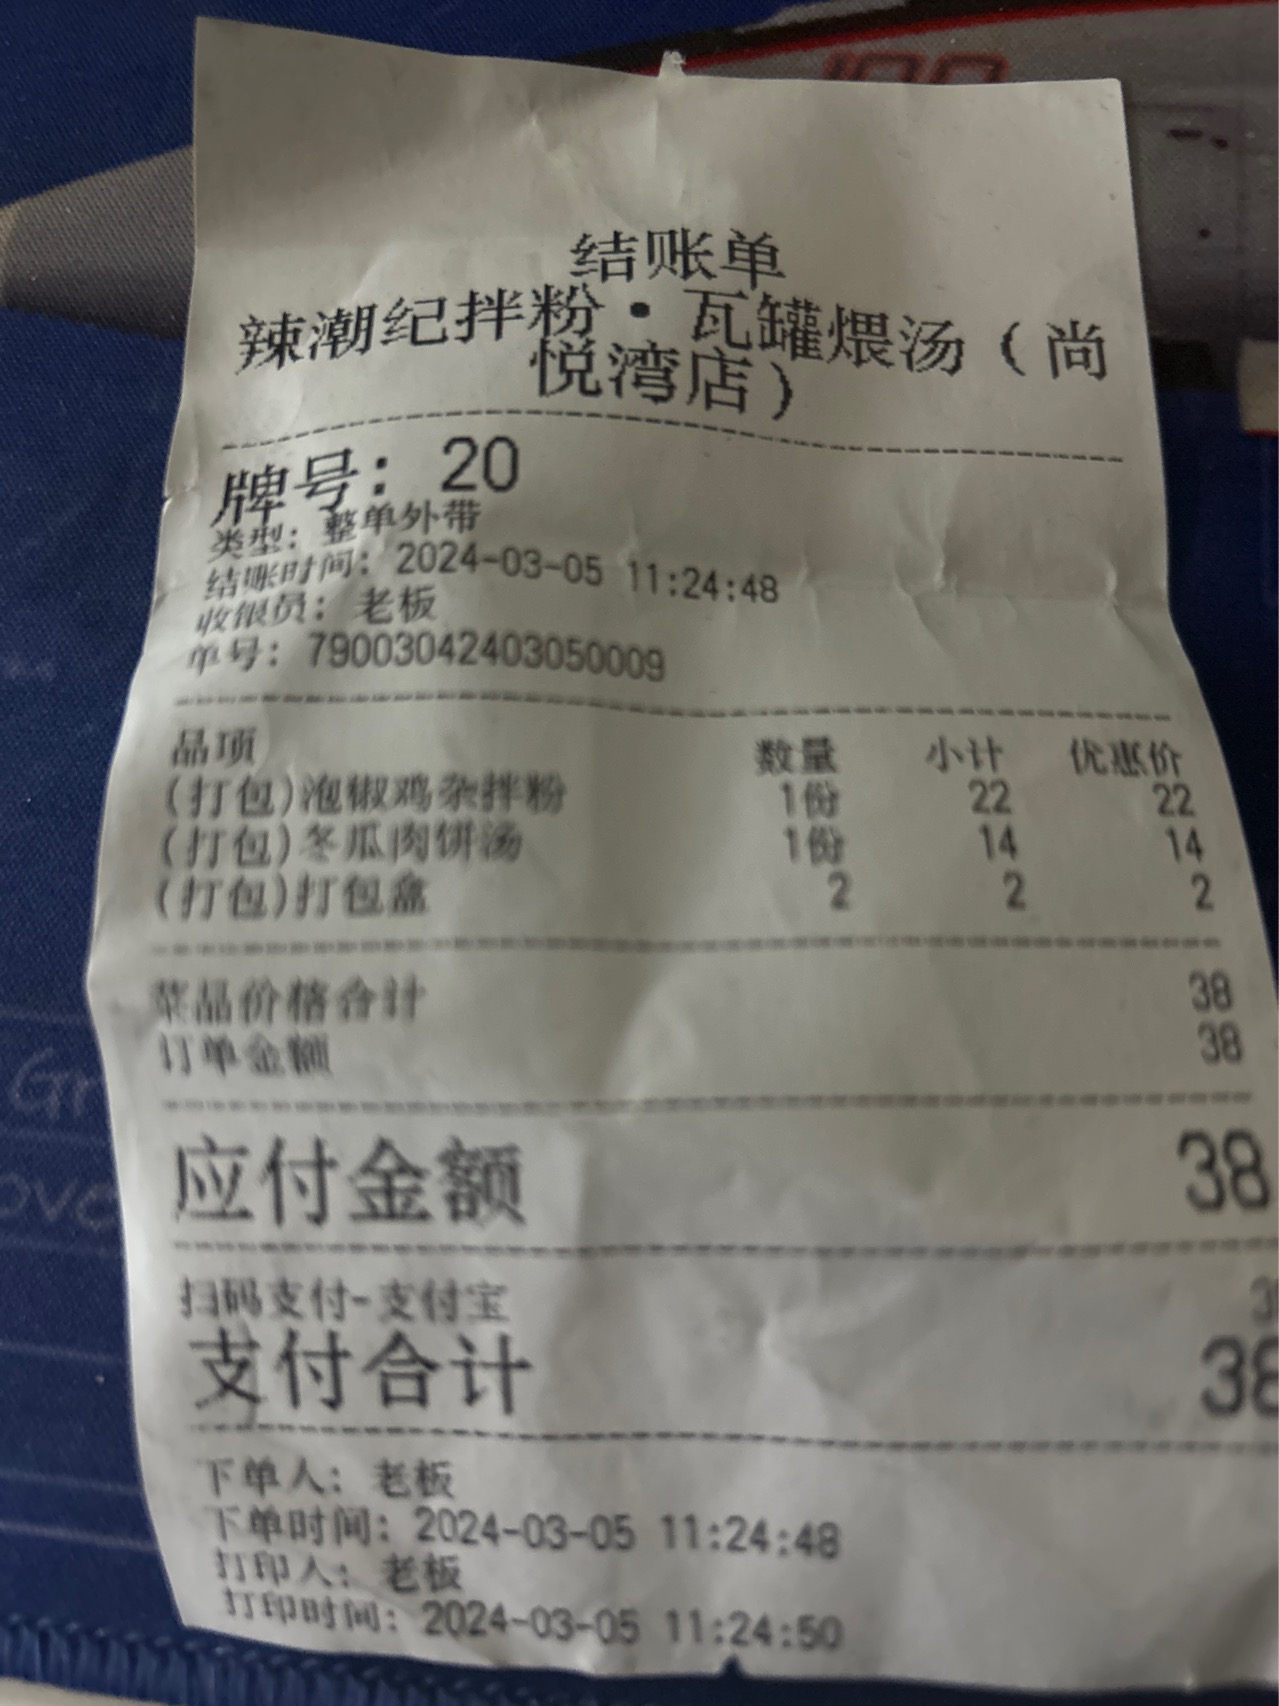 结账单
辣潮纪拌粉·瓦罐煨汤（尚
悦湾店）
牌号：20
类型：整单外带
结账时间：2024-03-05 11:24:48
收银员：老板
单号：79003042403050009
品项 数量 小计 优惠价
(打包)泡椒鸡杂拌粉 1份 22 22
(打包)冬瓜肉饼汤 1份 14 14
(打包)打包盒 2 2 2
菜品价格合计 38
订单金额 38
应付金额 38
扫码支付-支付宝
支付合计 38
下单人：老板
下单时间：2024-03-05 11:24:48
打印人：老板
打印时间：2024-03-05 11:24:50